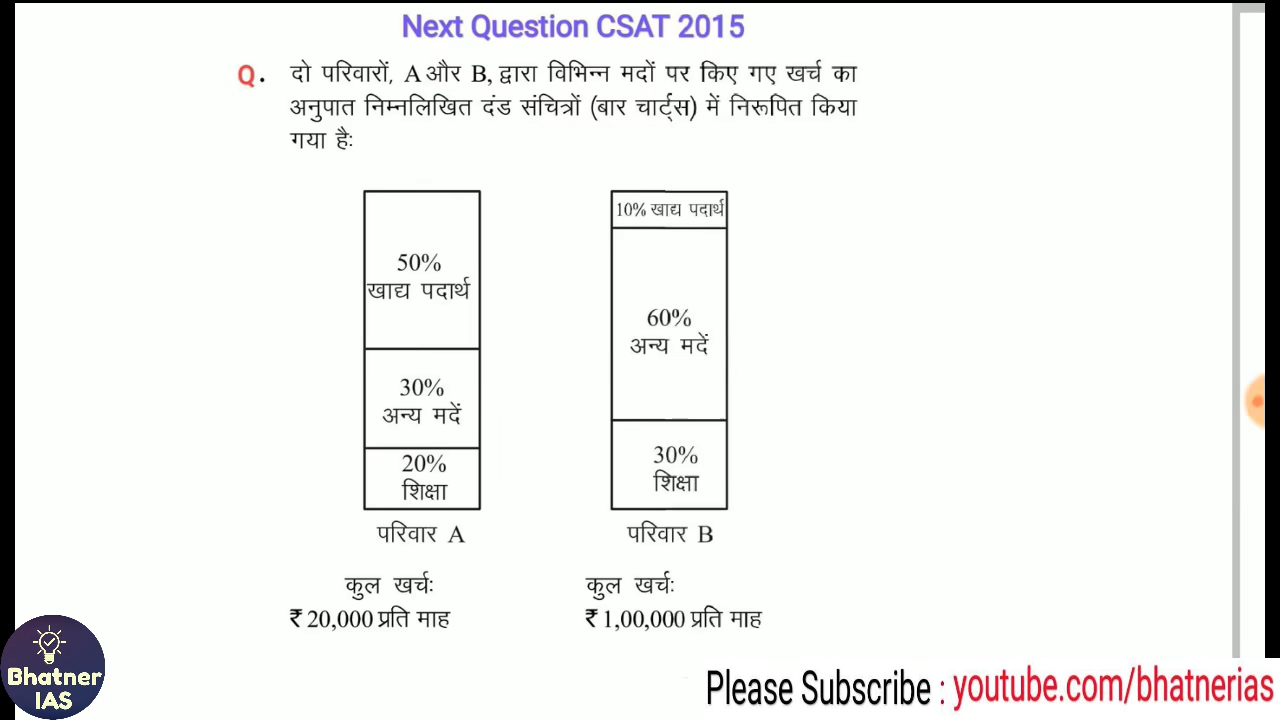 Next Question CSAT 2015
Q. दो परिवारों, A और B, द्वारा विभिन्न मदों पर किए गए खर्च का
अनुपात निम्नलिखित दंड संचित्रों (बार चार्ट्स) में निरूपित किया
गया है:
50%
खाद्य पदार्थ
30%
अन्य मदें
20%
शिक्षा
परिवार A
कुल खर्च:
₹ 20,000 प्रति माह
10% खाद्य पदार्थ
60%
अन्य मदें
30%
शिक्षा
परिवार B
कुल खर्च:
₹ 1,00,000 प्रति माह
Bhatner
IAS
Please Subscribe : youtube.com/bhatnerias